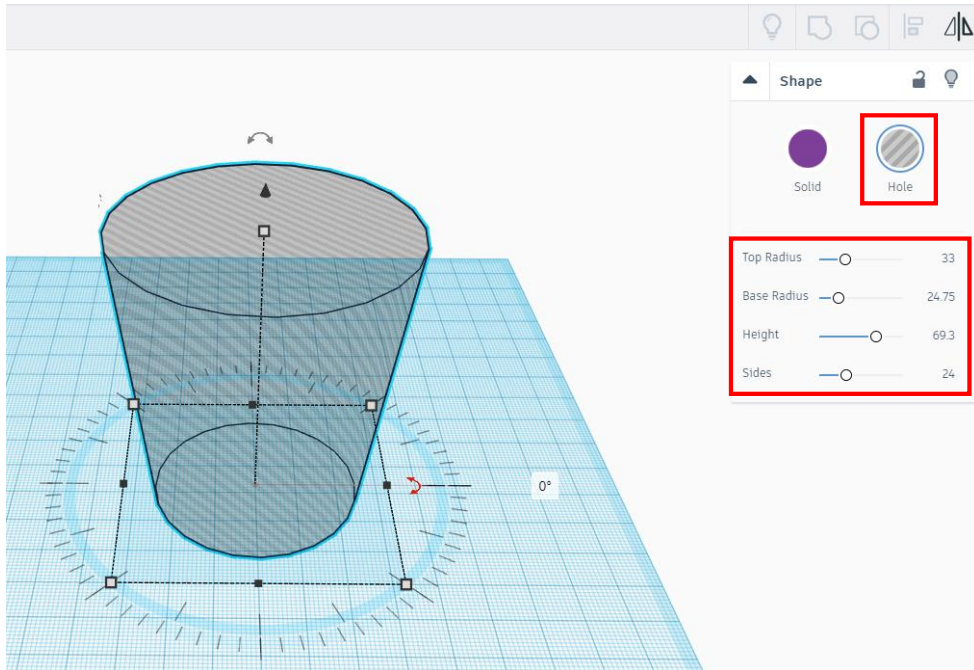 Shape
Solid Hole
Top Radius 33
Base Radius 24.75
Height 69.3
Sides 24
0°